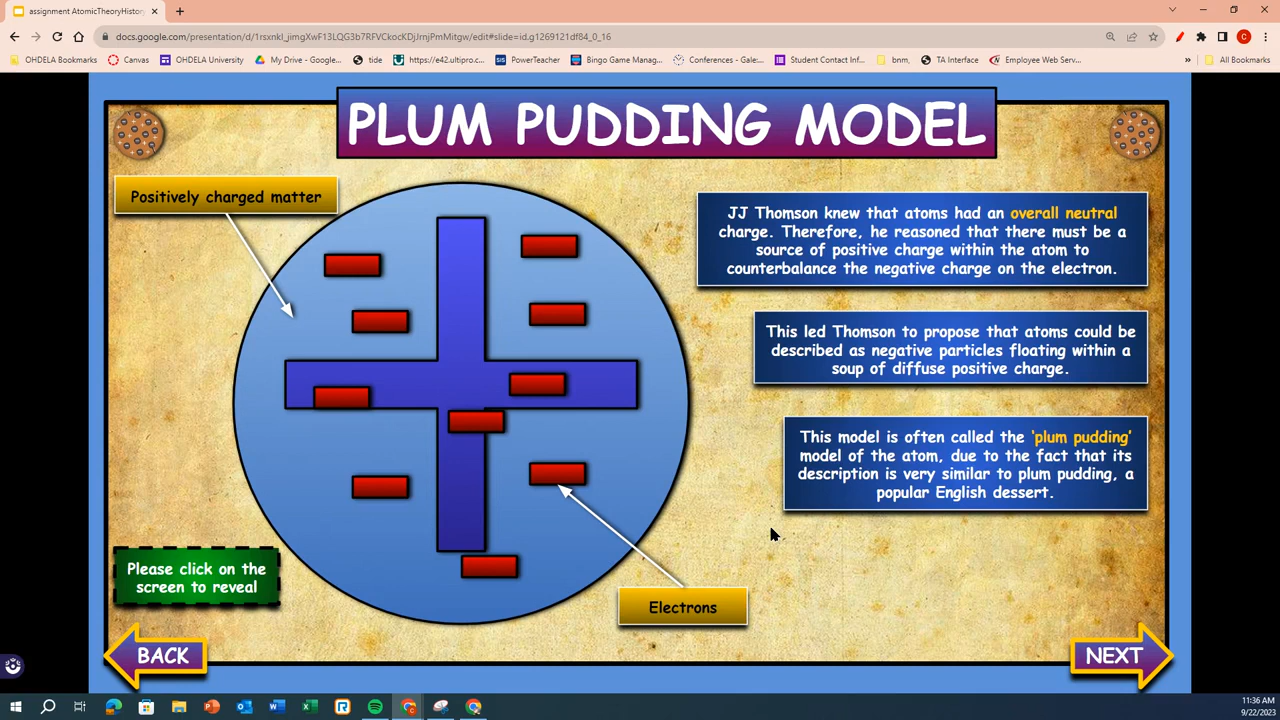 assignment AtomicTheoryHistory
docs.google.com/presentation/d/1rsxnkl_jimgXwF13LQG3b7RFVCkocKDjJmjPmMitgw/edit#slide=id.g1269121df84_0_16
OHDELA Bookmarks Canvas OHDELA University My Drive - Google... tide https://e42.ultipro.c... PowerTeacher Bingo Game Manag... Conferences - Gale:... Student Contact Inf... bnm, TA Interface Employee Web Serv... » All Bookmarks
PLUM PUDDING MODEL
Positively charged matter
JJ Thomson knew that atoms had an overall neutral
charge. Therefore, he reasoned that there must be a
source of positive charge within the atom to
counterbalance the negative charge on the electron.
This led Thomson to propose that atoms could be
described as negative particles floating within a
soup of diffuse positive charge.
This model is often called the 'plum pudding'
model of the atom, due to the fact that its
description is very similar to plum pudding, a
popular English dessert.
Please click on the
screen to reveal
Electrons
BACK
NEXT
11:36 AM
9/22/2023